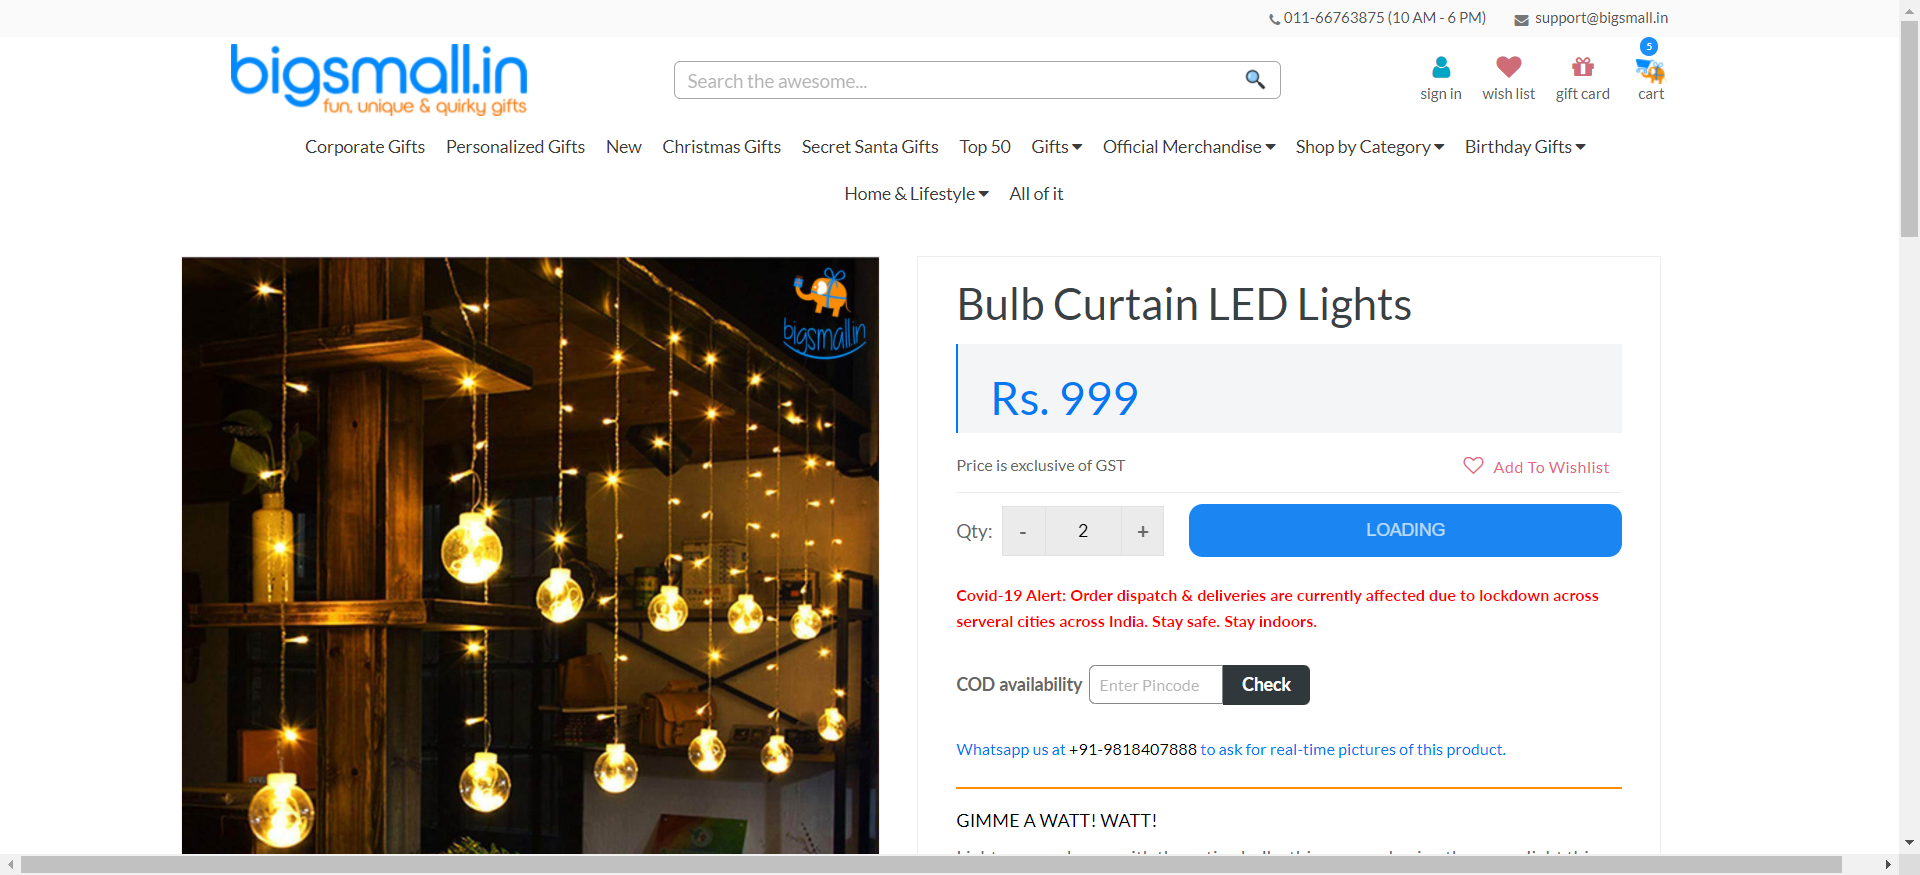 011-66763875 (10 AM - 6 PM) support@bigsmall.in
bigsmall.in
fun, unique & quirky gifts
Search the awesome...
5
sign in wish list gift card cart
Corporate Gifts Personalized Gifts New Christmas Gifts Secret Santa Gifts Top 50 Gifts Official Merchandise Shop by Category Birthday Gifts
Home & Lifestyle All of it
bigsmall.in
Bulb Curtain LED Lights
Rs. 999
Price is exclusive of GST Add To Wishlist
Qty: - 2 + LOADING
Covid-19 Alert: Order dispatch & deliveries are currently affected due to lockdown across
serveral cities across India. Stay safe. Stay indoors.
COD availability Enter Pincode Check
Whatsapp us at +91-9818407888 to ask for real-time pictures of this product.
GIMME A WATT! WATT!